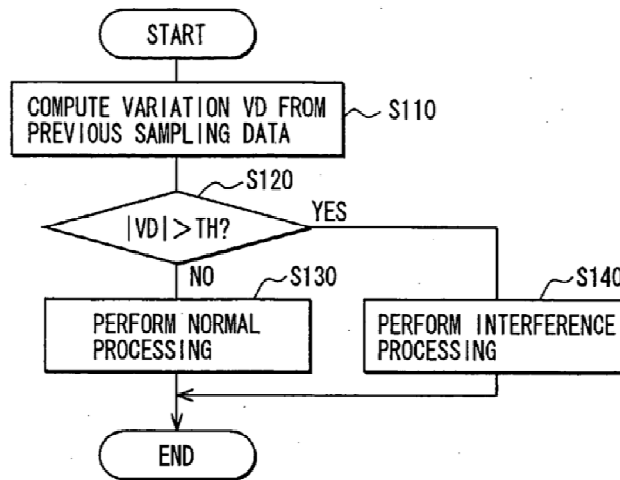 START
COMPUTE VARIATION VD FROM
PREVIOUS SAMPLING DATA
S110
S120
|VD|>TH?
YES
NO
S130
S140
PERFORM NORMAL
PROCESSING
PERFORM INTERFERENCE
PROCESSING
END